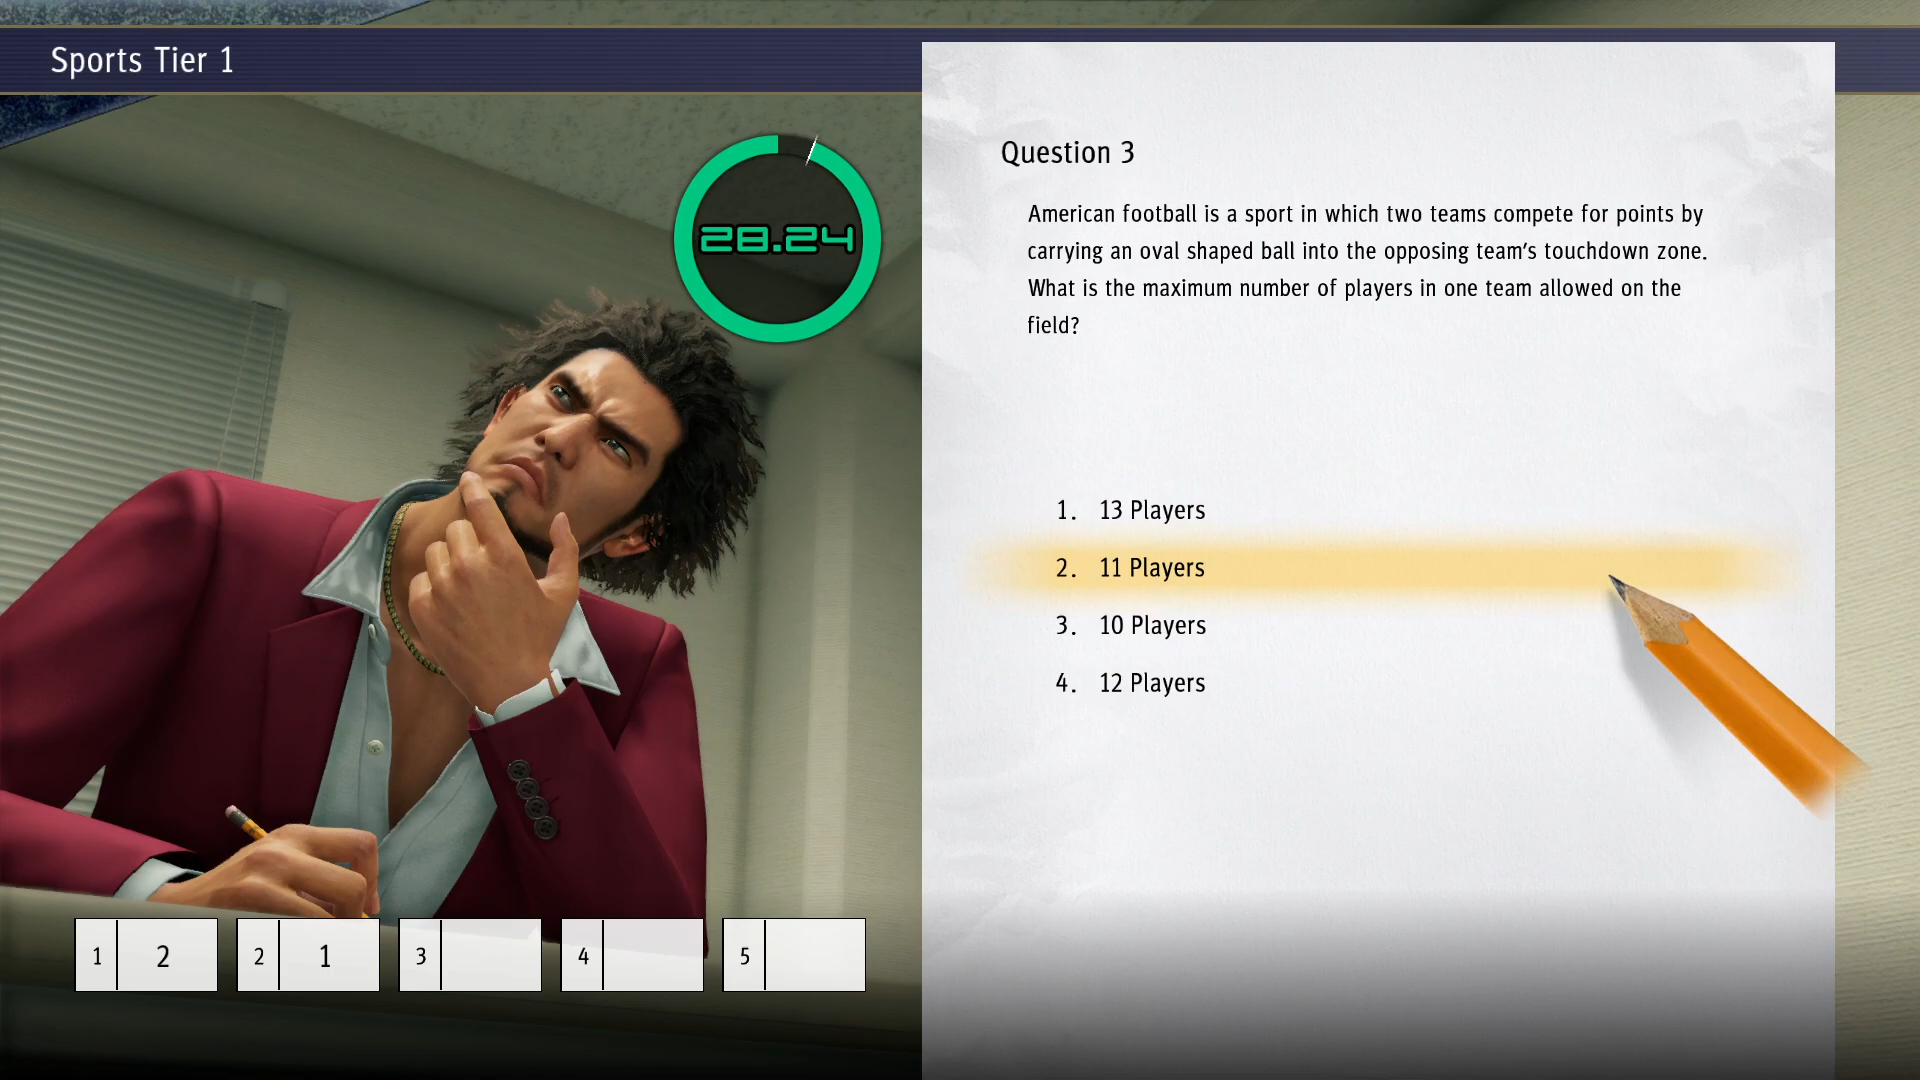 Sports Tier 1
28.24
Question 3
American football is a sport in which two teams compete for points by
carrying an oval shaped ball into the opposing team's touchdown zone.
What is the maximum number of players in one team allowed on the
field?
1. 13 Players
2. 11 Players
3. 10 Players
4. 12 Players
1 2
2 1
3
4
5